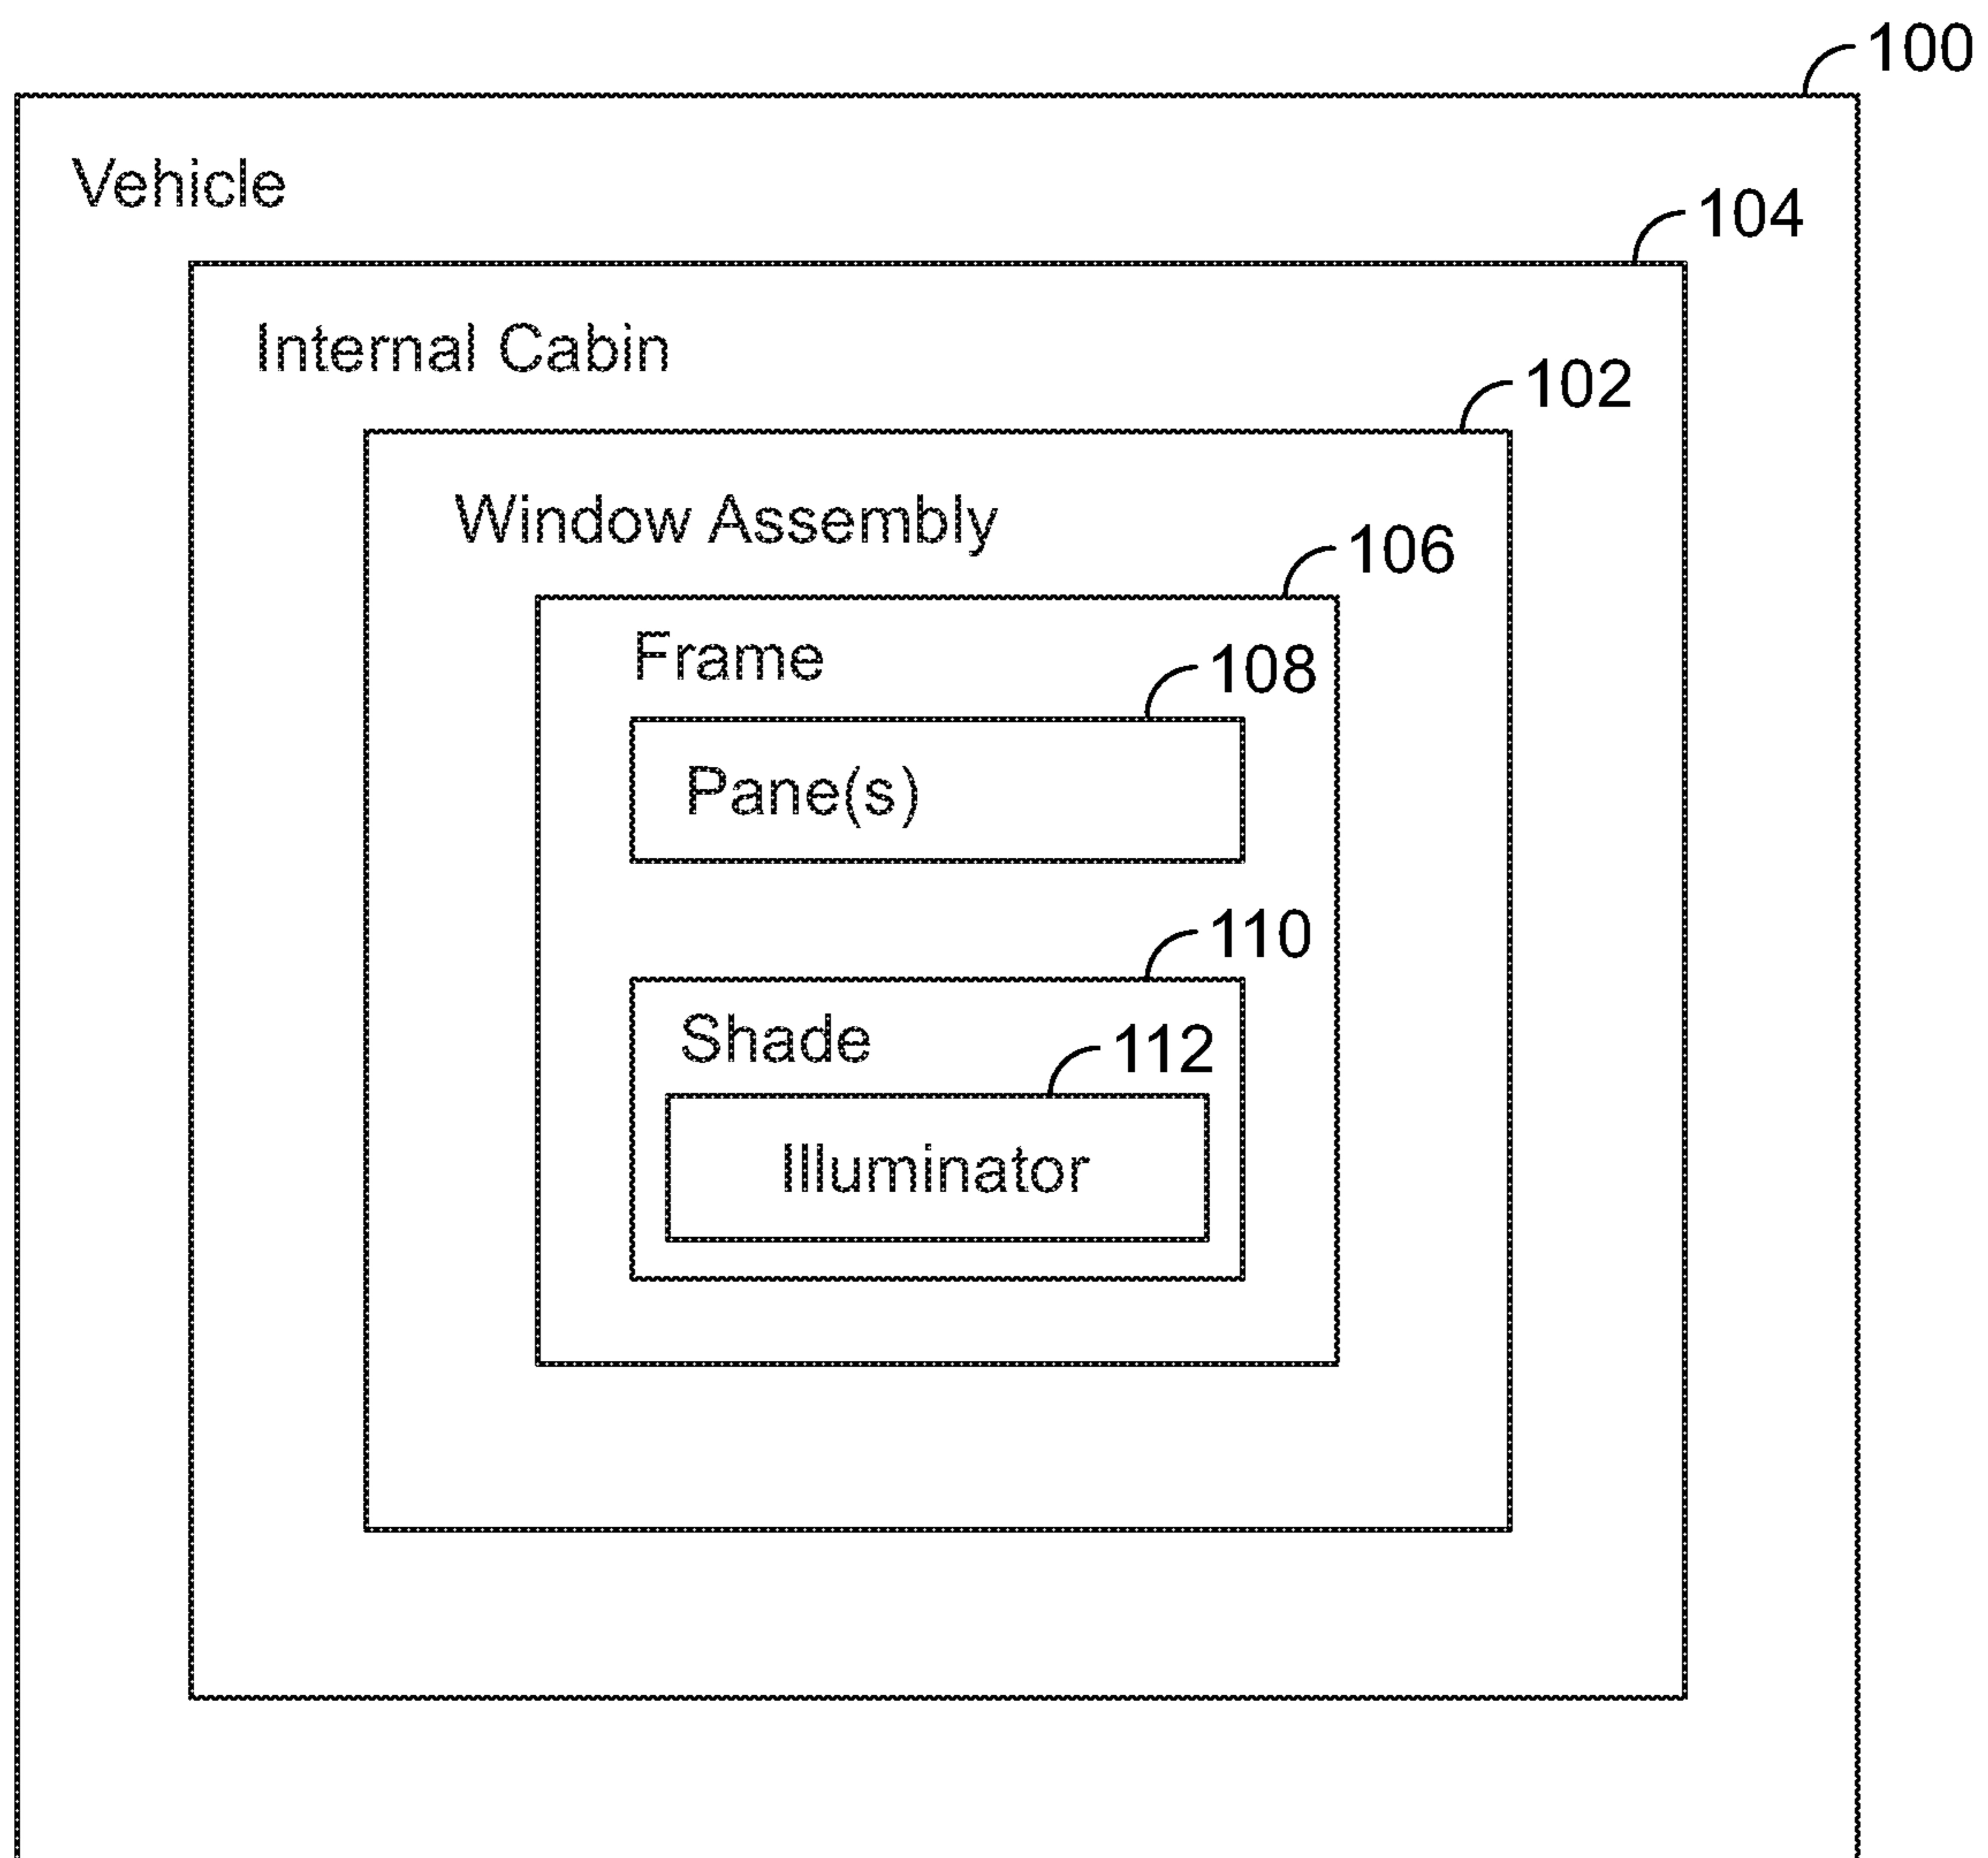 100
Vehicle
104
Internal Cabin
102
Window Assembly
106
Frame
108
Pane(s)
110
Shade
112
Illuminator